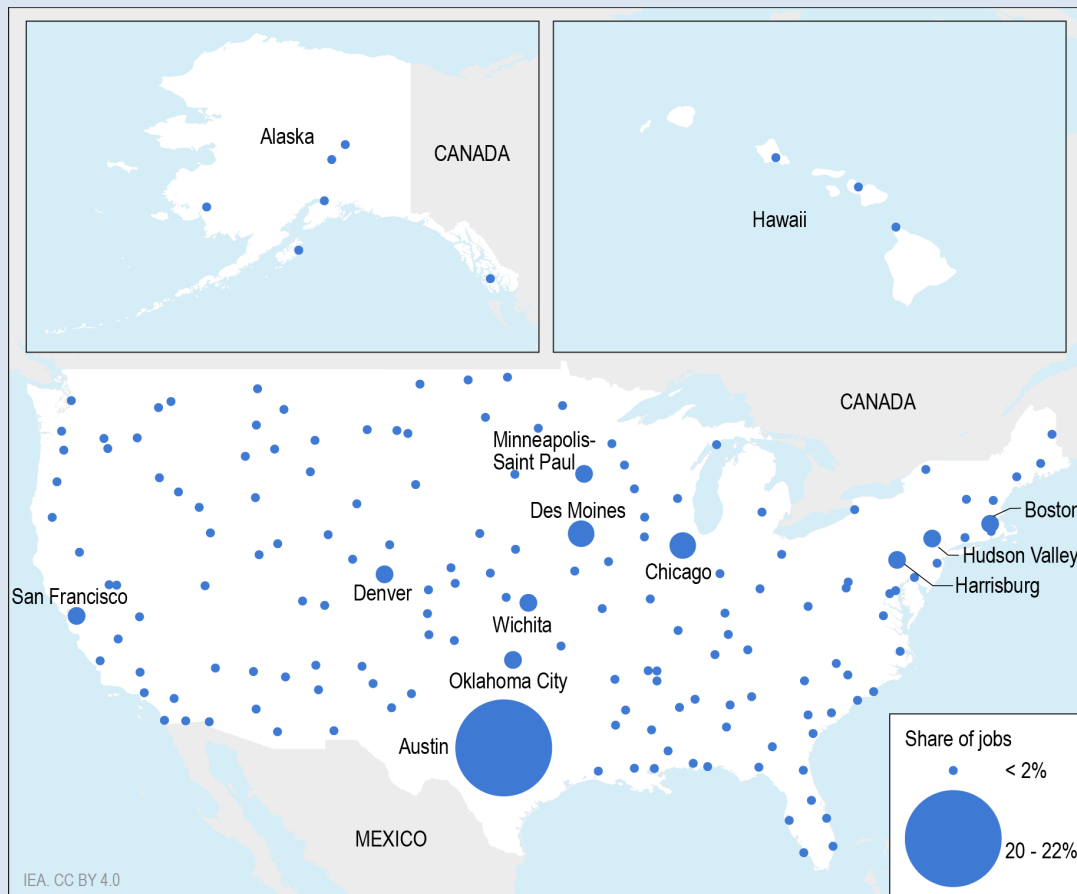 Alaska
CANADA
Hawaii
CANADA
Minneapolis-
Saint Paul
Des Moines
Boston
Chicago
Hudson Valley
Denver
Harrisburg
San Francisco
Wichita
Oklahoma City
Austin
Share of jobs
< 2%
20 - 22%
MEXICO
IEA. CC BY 4.0